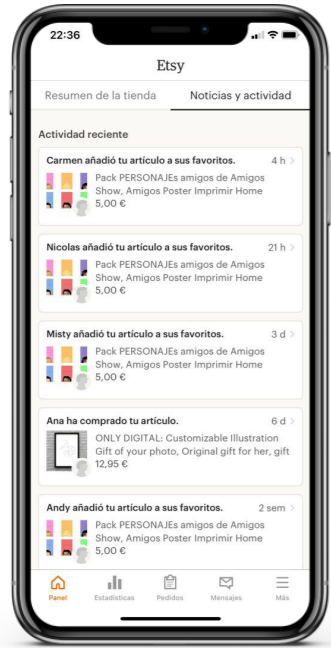 22:36
Etsy
Resumen de la tienda Noticias y actividad
Actividad reciente
Carmen añadió tu artículo a sus favoritos. 4 h
Pack PERSONAJEs amigos de Amigos
Show, Amigos Poster Imprimir Home
5,00 €
Nicolas añadió tu artículo a sus favoritos. 21 h
Pack PERSONAJEs amigos de Amigos
Show, Amigos Poster Imprimir Home
5,00 €
Misty añadió tu artículo a sus favoritos. 3 d
Pack PERSONAJEs amigos de Amigos
Show, Amigos Poster Imprimir Home
5,00 €
Ana ha comprado tu artículo. 6 d
ONLY DIGITAL: Customizable Illustration
Gift of your photo, Original gift for her, gift
12,95 €
Andy añadió tu artículo a sus favoritos. 2 sem
Pack PERSONAJEs amigos de Amigos
Show, Amigos Poster Imprimir Home
5,00 €
Panel Estadísticas Pedidos Mensajes Más